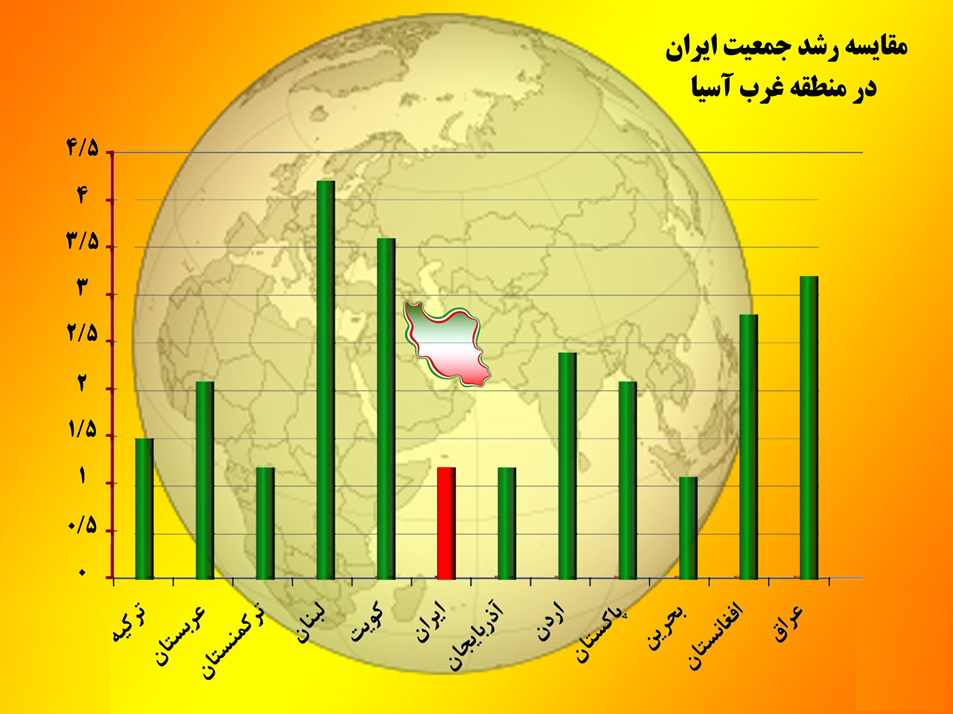 مقایسه رشد جمعیت ایران
در منطقه غرب آسیا
۴/۵
۴
۳/۵
۳
۲/۵
۲
۱/۵
۱
۰/۵
۰
ترکیه
عربستان
ترکمنستان
لبنان
کویت
ایران
آذربایجان
اردن
پاکستان
بحرین
افغانستان
عراق